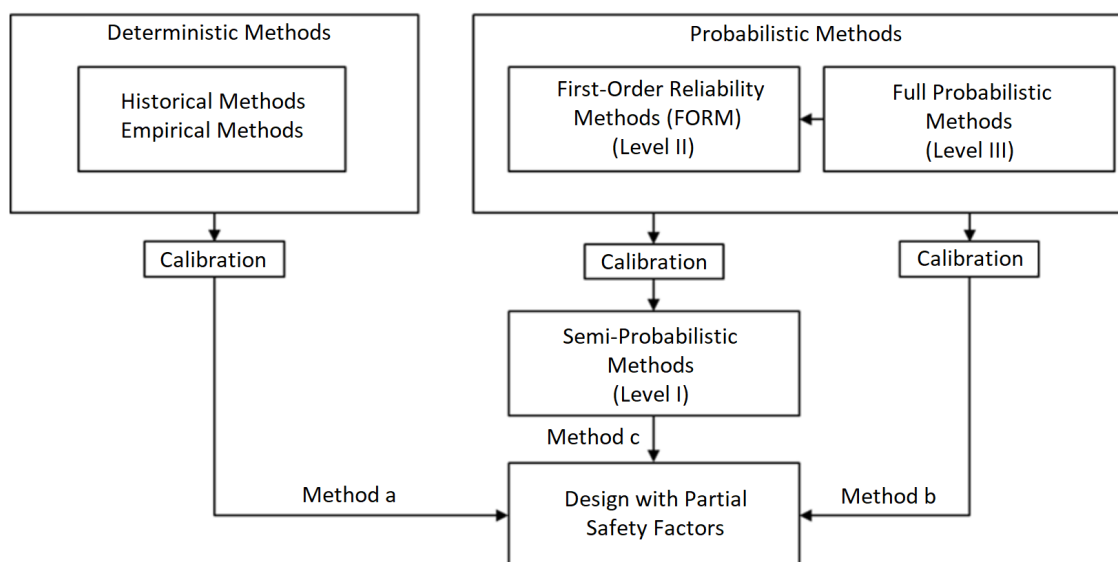 Deterministic Methods
Historical Methods
Empirical Methods
Probabilistic Methods
First-Order Reliability
Methods (FORM)
(Level II)
Full Probabilistic
Methods
(Level III)
Calibration
Calibration
Calibration
Semi-Probabilistic
Methods
(Level I)
Method c
Method a
Design with Partial
Safety Factors
Method b